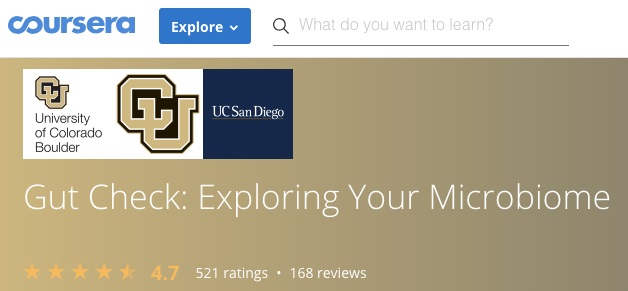 coursera
Explore
What do you want to learn?
CU
University
of Colorado
Boulder
CU
UC San Diego
Gut Check: Exploring Your Microbiome
4.7 521 ratings • 168 reviews